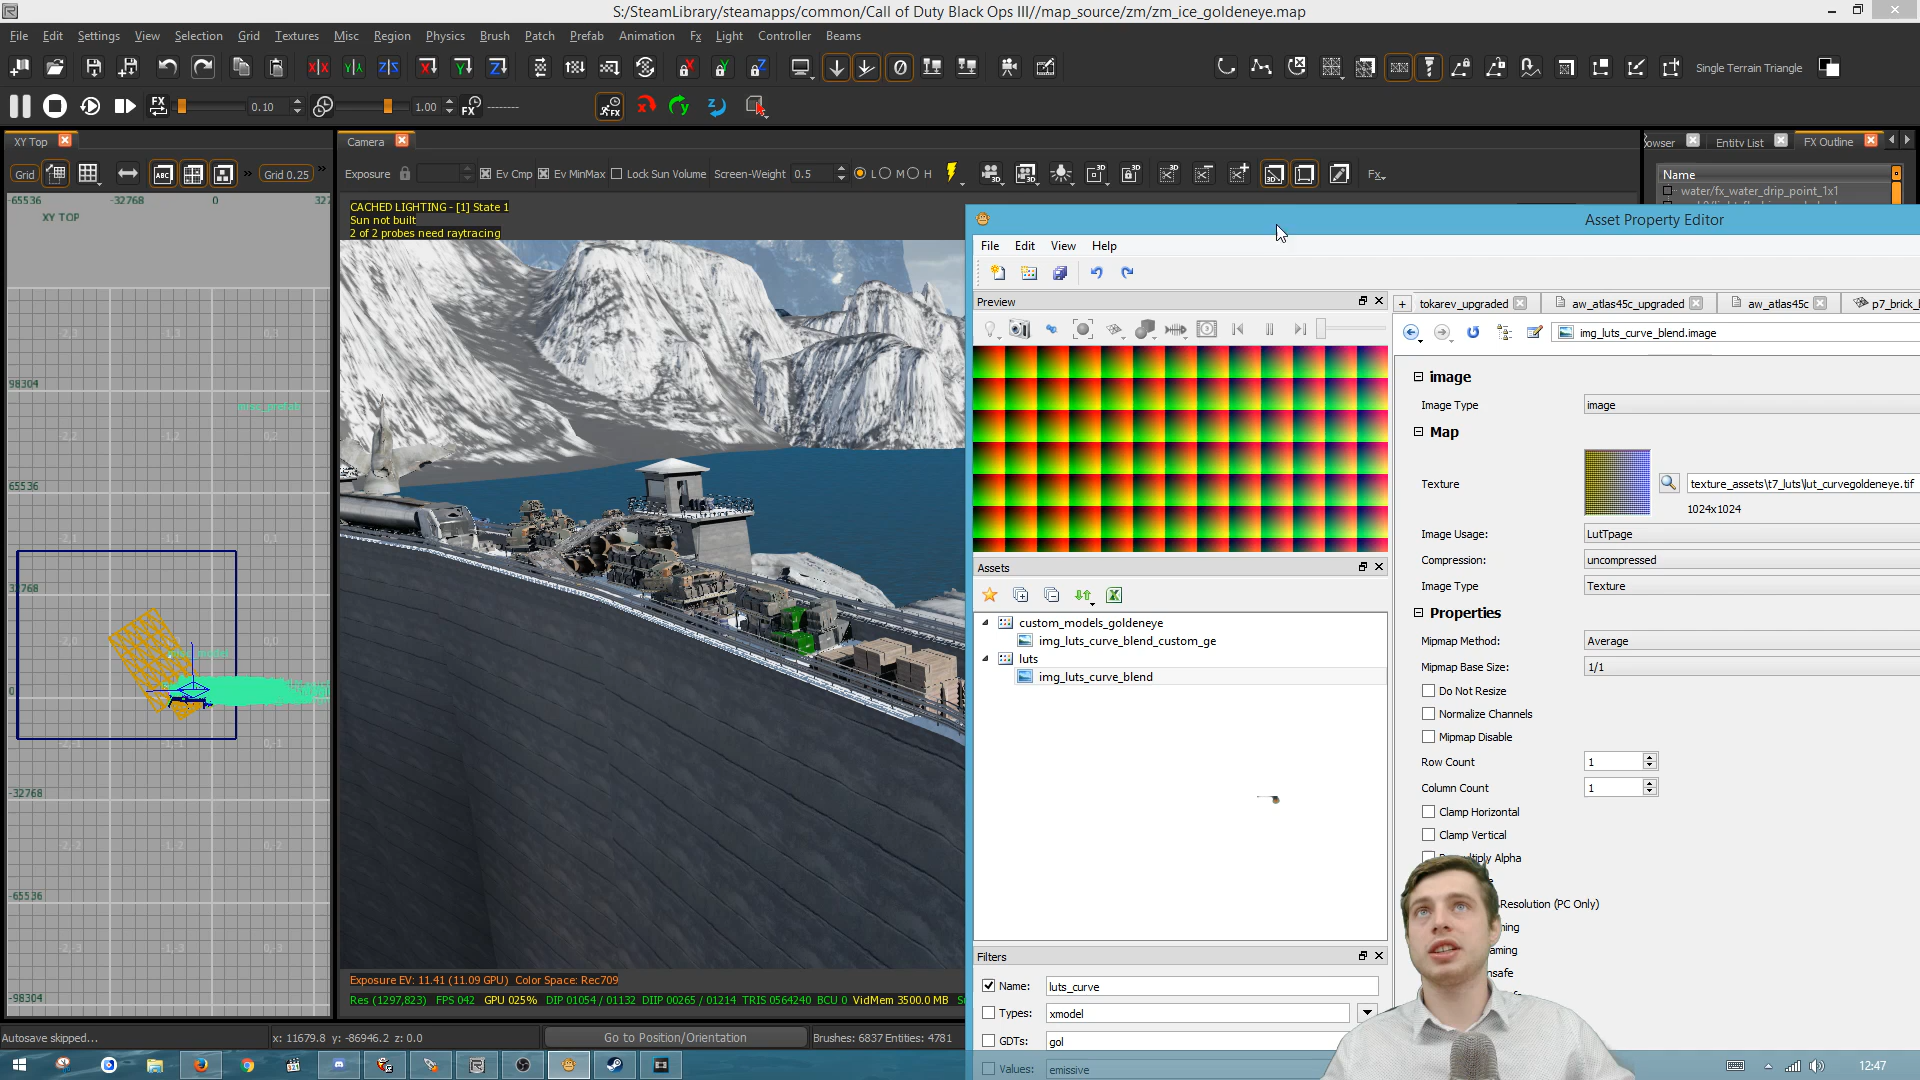 S:/SteamLibrary/steamapps/common/Call of Duty Black Ops III//map_source/zm/zm_ice_goldeneye.map
File Edit Settings View Selection Grid Textures Misc Region Physics Brush Patch Prefab Animation Fx Light Controller Beams
Single Terrain Triangle
FX 0.10 1.00 FX --------
XY Top Camera Entity List FX Outline
Grid Grid 0.25 Exposure Ev Cmp Ev MinMax Lock Sun Volume Screen-Weight 0.5 L M H Fx
Name
water/fx_water_drip_point_1x1
-65536 -32768 0
XY TOP
CACHED LIGHTING - [1] State 1
Sun not built
2 of 2 probes need raytracing
Asset Property Editor
File Edit View Help
Preview
tokarev_upgraded aw_atlas45c_upgraded aw_atlas45c p7_brick
img_luts_curve_blend.image
image
Image Type image
Map
Texture texture_assets\t7_luts\lut_curvegoldeneye.tif
1024x1024
Image Usage: LutTpage
Compression: uncompressed
Image Type Texture
Properties
Mipmap Method: Average
Mipmap Base Size: 1/1
Do Not Resize
Normalize Channels
Mipmap Disable
Row Count 1
Column Count 1
Clamp Horizontal
Clamp Vertical
Resolution (PC Only)
Assets
custom_models_goldeneye
img_luts_curve_blend_custom_ge
luts
img_luts_curve_blend
Filters
Name: luts_curve
Types: xmodel
GDTs: gol
Values: emissive
98304
65536
32768
0
-32768
-65536
-98304
Exposure EV: 11.41 (11.09 GPU) Color Space: Rec709
Res (1297,823) FPS 042 GPU 025% DIP 01054 / 01132 DIIP 00265 / 01214 TRIS 0564240 BCU 0 VidMem 3500.0 MB
Autosave skipped... x: 11679.8 y: -86946.2 z: 0.0 Go to Position/Orientation Brushes: 6837 Entities: 4781
12:47